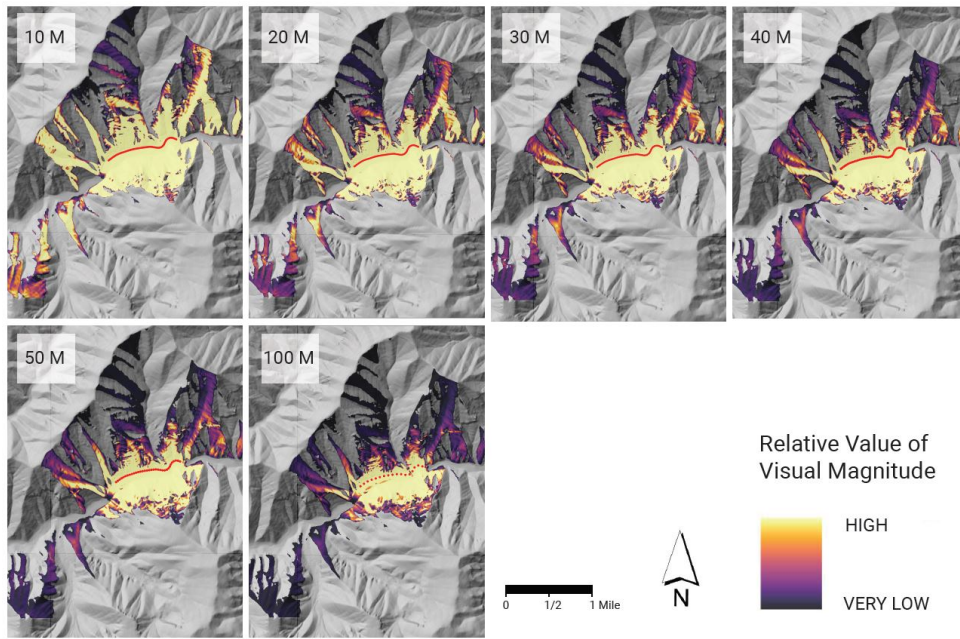 10 M
20 M
30 M
40 M
50 M
100 M
Relative Value of
Visual Magnitude
HIGH
VERY LOW
0 1/2 1 Mile
N